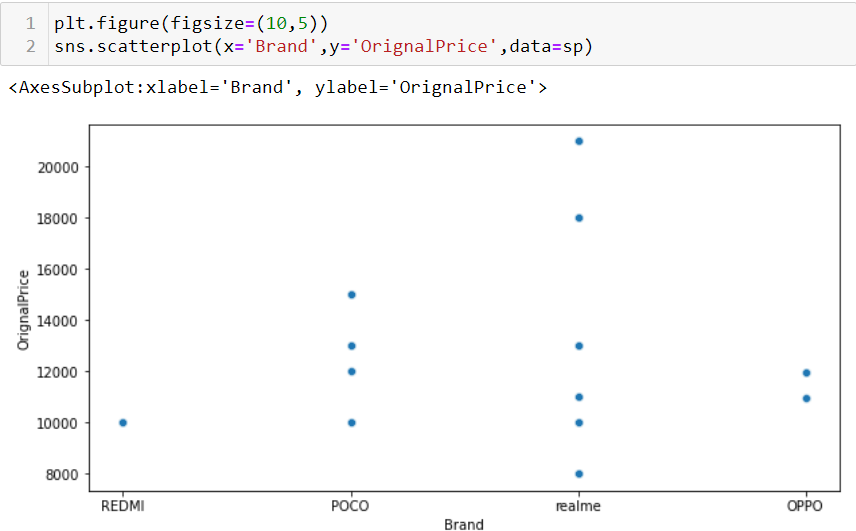 1 plt.figure(figsize=(10,5))
2 sns.scatterplot(x='Brand',y='OrignalPrice',data=sp)
<AxesSubplot:xlabel='Brand', ylabel='OrignalPrice'>
20000
18000
16000
14000
12000
10000
8000
OrignalPrice
REDMI POCO realme OPPO
Brand